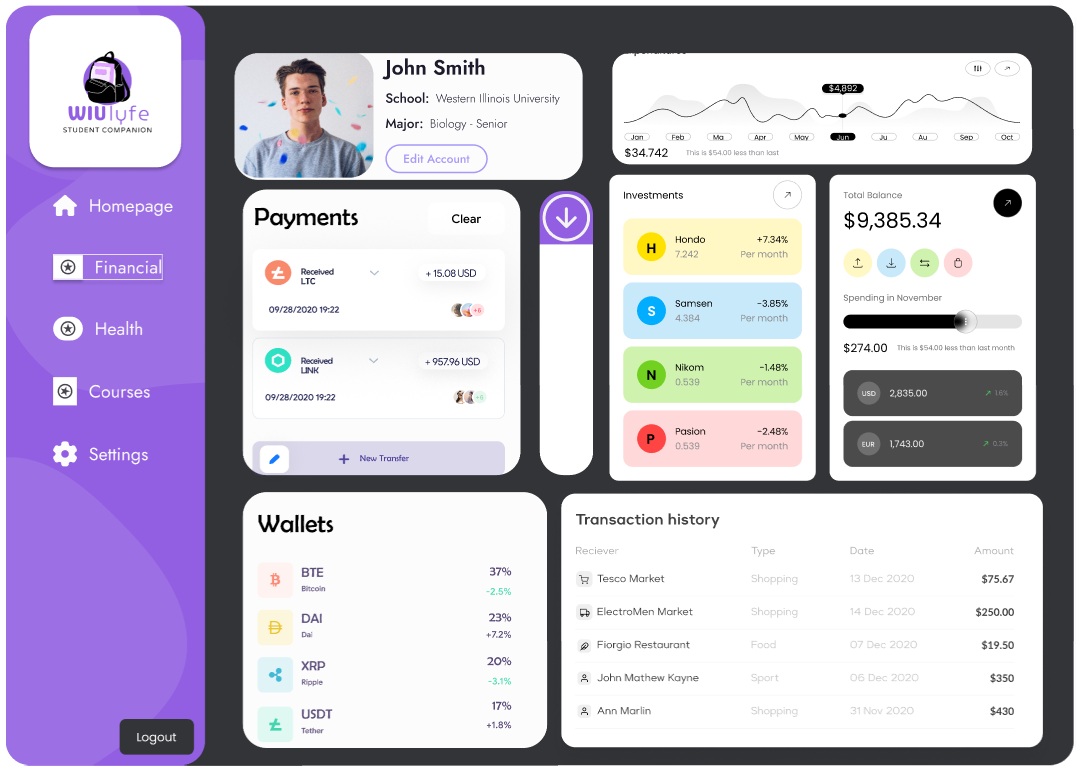 WIUlyfe
STUDENT COMPANION
Homepage
Financial
Health
Courses
Settings
Logout
John Smith
School: Western Illinois University
Major: Biology - Senior
Edit Account
$4,892
Jan Feb Ma Apr May Jun Ju Au Sep Oct
$34.742 This is $54.00 less than last
Payments
Clear
Received
LTC
+ 15.08 USD
09/28/2020 19:22
+6
Received
LINK
+ 957.96 USD
09/28/2020 19:22
+6
+ New Transfer
Investments
H Hondo +7.34%
7.242 Per month
S Samsen -3.85%
4.384 Per month
N Nikom -1.48%
0.539 Per month
P Pasion -2.48%
0.539 Per month
Total Balance
$9,385.34
Spending in November
$274.00 This is $54.00 less than last month
USD 2,835.00 1.6%
EUR 1,743.00 0.3%
Wallets
BTE 37%
Bitcoin -2.5%
DAI 23%
Dai +7.2%
XRP 20%
Ripple -3.1%
USDT 17%
Tether +1.8%
Transaction history
Reciever Type Date Amount
Tesco Market Shopping 13 Dec 2020 $75.67
ElectroMen Market Shopping 14 Dec 2020 $250.00
Fiorgio Restaurant Food 07 Dec 2020 $19.50
John Mathew Kayne Sport 06 Dec 2020 $350
Ann Marlin Shopping 31 Nov 2020 $430